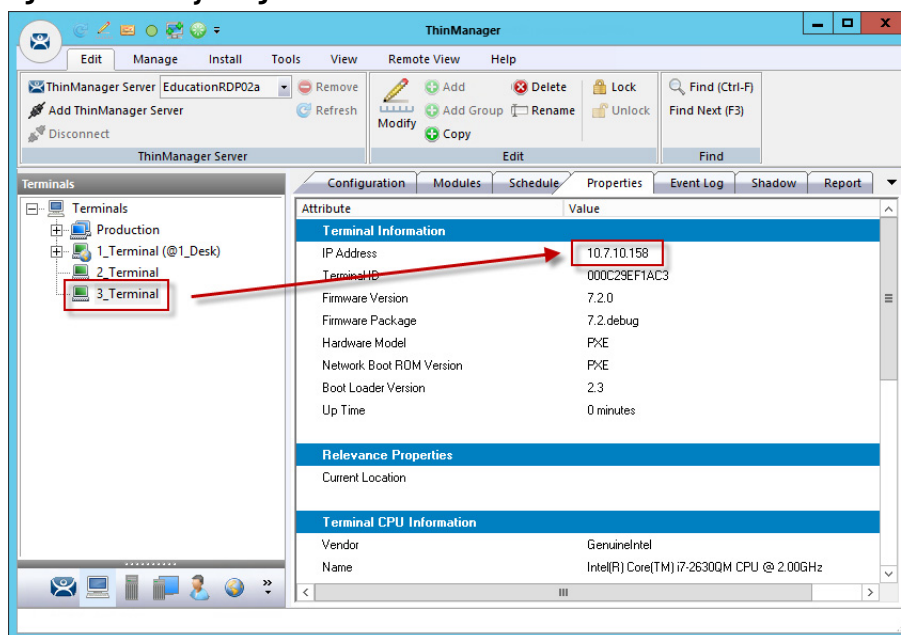 ThinManager
Edit Manage Install Tools View Remote View Help
ThinManager Server EducationRDP02a
Add ThinManager Server
Disconnect
Remove
Refresh
ThinManager Server
Modify
Add
Add Group
Copy
Delete
Rename
Lock
Unlock
Edit
Find (Ctrl-F)
Find Next (F3)
Find
Terminals
Terminals
Production
1_Terminal (@1_Desk)
2_Terminal
3_Terminal
Configuration Modules Schedule Properties Event Log Shadow Report
Attribute Value
Terminal Information
IP Address 10.7.10.158
Terminal ID 000C29EF1AC3
Firmware Version 7.2.0
Firmware Package 7.2.debug
Hardware Model PXE
Network Boot ROM Version PXE
Boot Loader Version 2.3
Up Time 0 minutes
Relevance Properties
Current Location
Terminal CPU Information
Vendor GenuineIntel
Name Intel(R) Core(TM) i7-2630QM CPU @ 2.00GHz